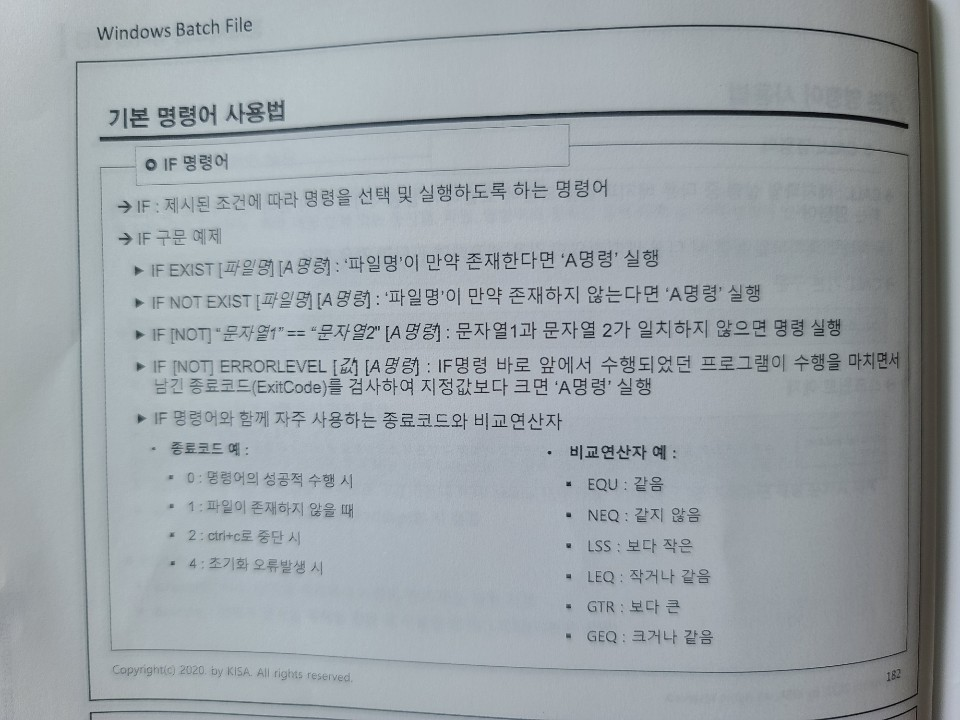 Windows Batch File
기본 명령어 사용법
IF 명령어
→ IF : 제시된 조건에 따라 명령을 선택 및 실행하도록 하는 명령어
→ IF 구문 예제
▶ IF EXIST [파일명] [A명령] : ‘파일명’이 만약 존재한다면 ‘A명령’ 실행
▶ IF NOT EXIST [파일명] [A명령] : ‘파일명’이 만약 존재하지 않는다면 ‘A명령’ 실행
▶ IF [NOT] “문자열1” == “문자열2" [A명령] : 문자열1과 문자열 2가 일치하지 않으면 명령 실행
▶ IF [NOT] ERRORLEVEL [값] [A명령] : IF명령 바로 앞에서 수행되었던 프로그램이 수행을 마치면서
남긴 종료코드(ExitCode)를 검사하여 지정값보다 크면 ‘A명령’ 실행
▶ IF 명령어와 함께 자주 사용하는 종료코드와 비교연산자
• 종료코드 예 :
▪ 0 : 명령어의 성공적 수행 시
▪ 1 : 파일이 존재하지 않을 때
▪ 2 : ctrl+c로 중단 시
▪ 4 : 초기화 오류발생 시
• 비교연산자 예 :
▪ EQU : 같음
▪ NEQ : 같지 않음
▪ LSS : 보다 작은
▪ LEQ : 작거나 같음
▪ GTR : 보다 큰
▪ GEQ : 크거나 같음
Copyright(c) 2020. by KISA. All rights reserved.
182